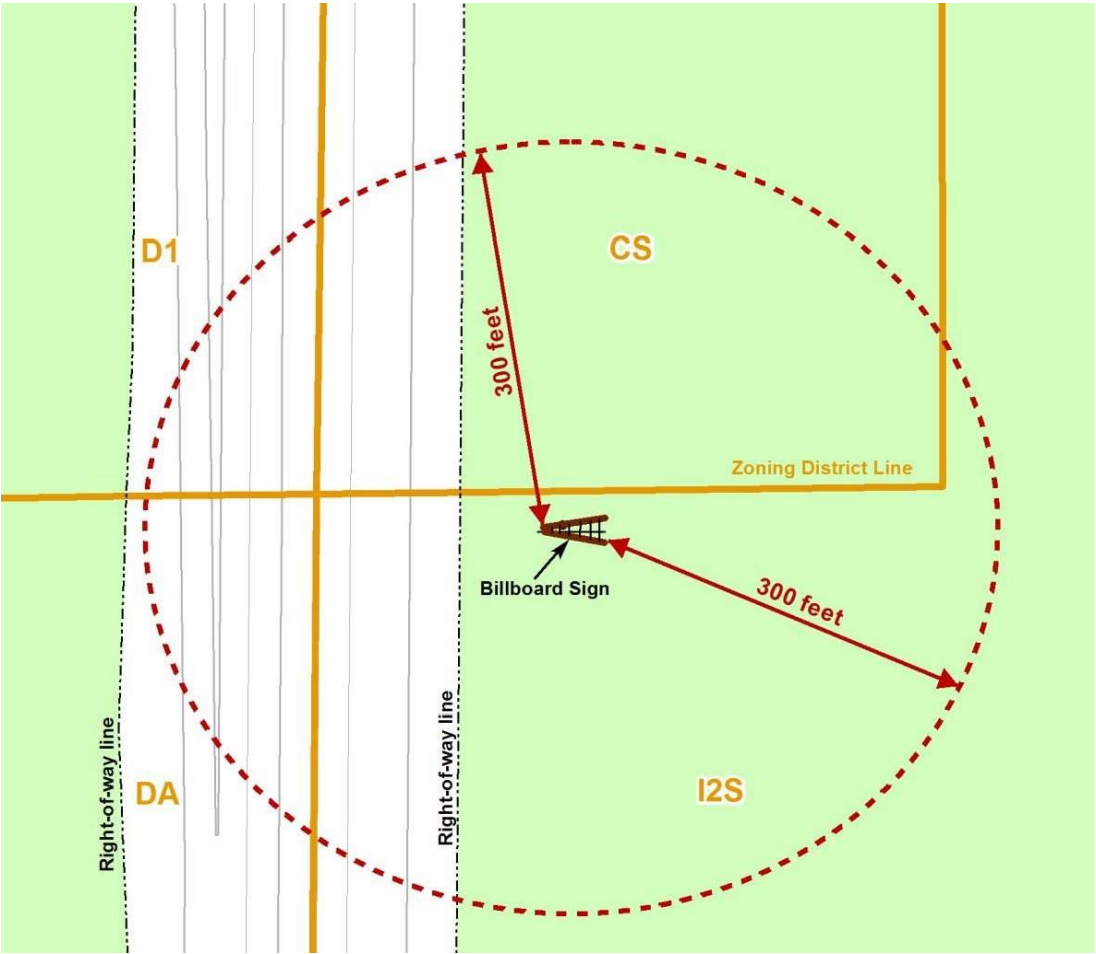 D1
CS
300 feet
Zoning District Line
Billboard Sign
300 feet
Right-of-way line
Right-of-way line
DA
I2S